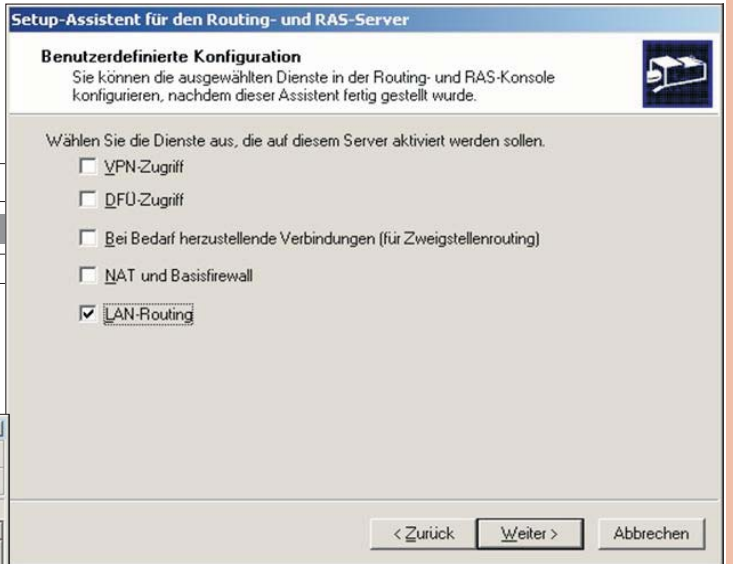 Setup-Assistent für den Routing- und RAS-Server
Benutzerdefinierte Konfiguration
Sie können die ausgewählten Dienste in der Routing- und RAS-Konsole
konfigurieren, nachdem dieser Assistent fertig gestellt wurde.
Wählen Sie die Dienste aus, die auf diesem Server aktiviert werden sollen.
VPN-Zugriff
DFÜ-Zugriff
Bei Bedarf herzustellende Verbindungen (für Zweigstellenrouting)
NAT und Basisfirewall
LAN-Routing
< Zurück
Weiter >
Abbrechen